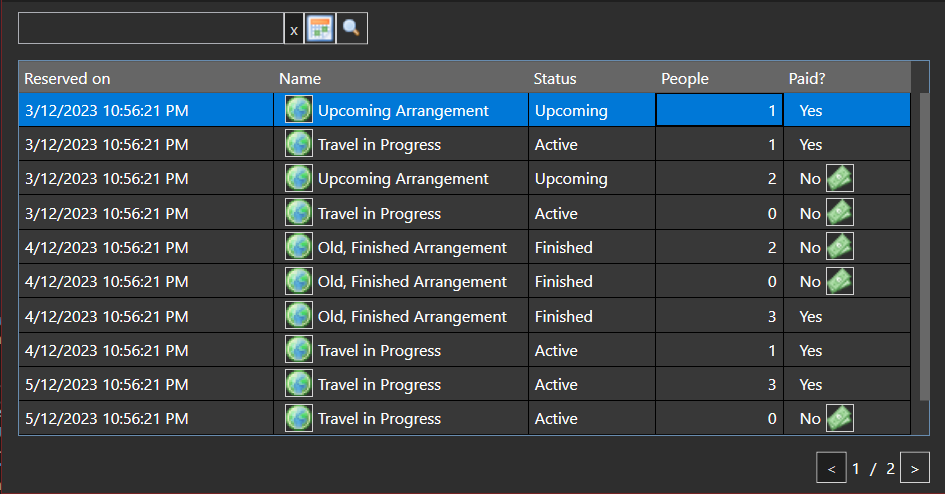 x
Reserved on Name Status People Paid?
3/12/2023 10:56:21 PM Upcoming Arrangement Upcoming 1 Yes
3/12/2023 10:56:21 PM Travel in Progress Active 1 Yes
3/12/2023 10:56:21 PM Upcoming Arrangement Upcoming 2 No
3/12/2023 10:56:21 PM Travel in Progress Active 0 No
4/12/2023 10:56:21 PM Old, Finished Arrangement Finished 2 No
4/12/2023 10:56:21 PM Old, Finished Arrangement Finished 0 No
4/12/2023 10:56:21 PM Old, Finished Arrangement Finished 3 Yes
4/12/2023 10:56:21 PM Travel in Progress Active 1 Yes
5/12/2023 10:56:21 PM Travel in Progress Active 3 Yes
5/12/2023 10:56:21 PM Travel in Progress Active 0 No
< 1 / 2 >